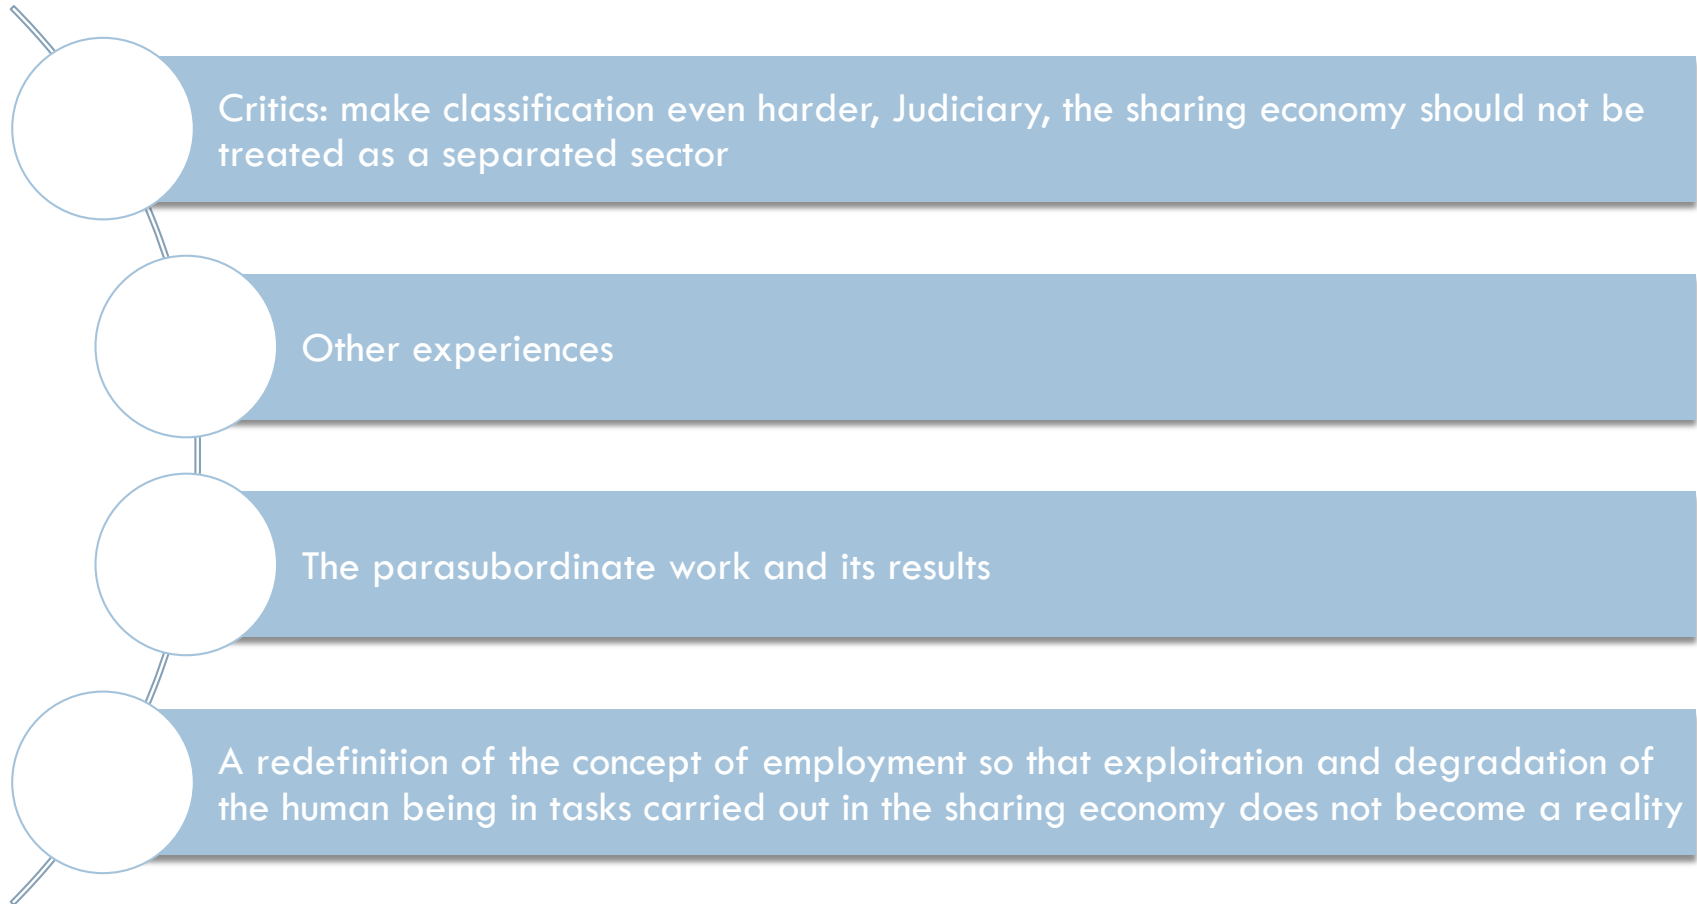 Critics: make classification even harder, Judiciary, the sharing economy should not be
treated as a separated sector
Other experiences
The parasubordinate work and its results
A redefinition of the concept of employment so that exploitation and degradation of
the human being in tasks carried out in the sharing economy does not become a reality